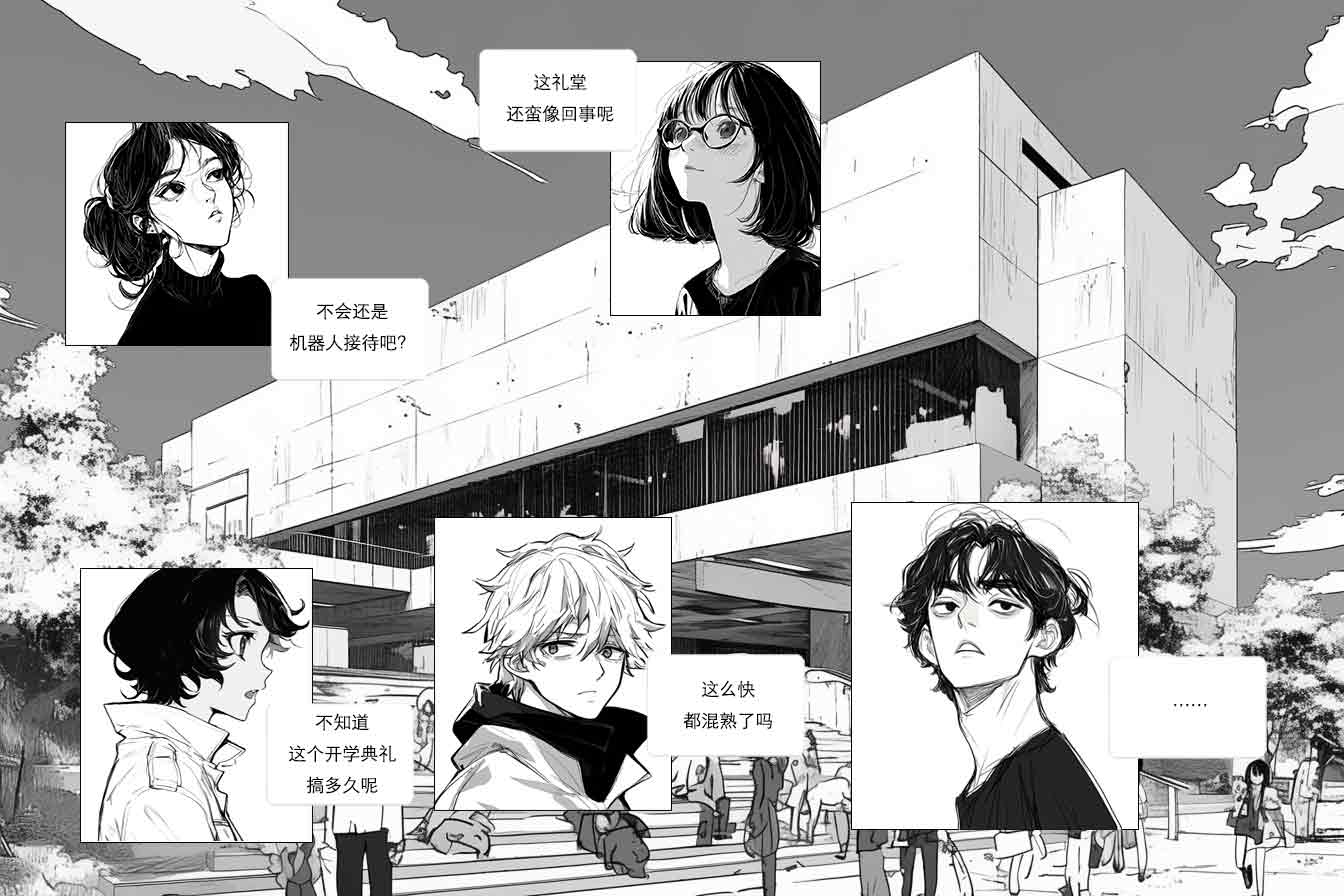 这礼堂
还蛮像回事呢
不会还是
机器人接待吧?
不知道
这个开学典礼
搞多久呢
这么快
都混熟了吗
……